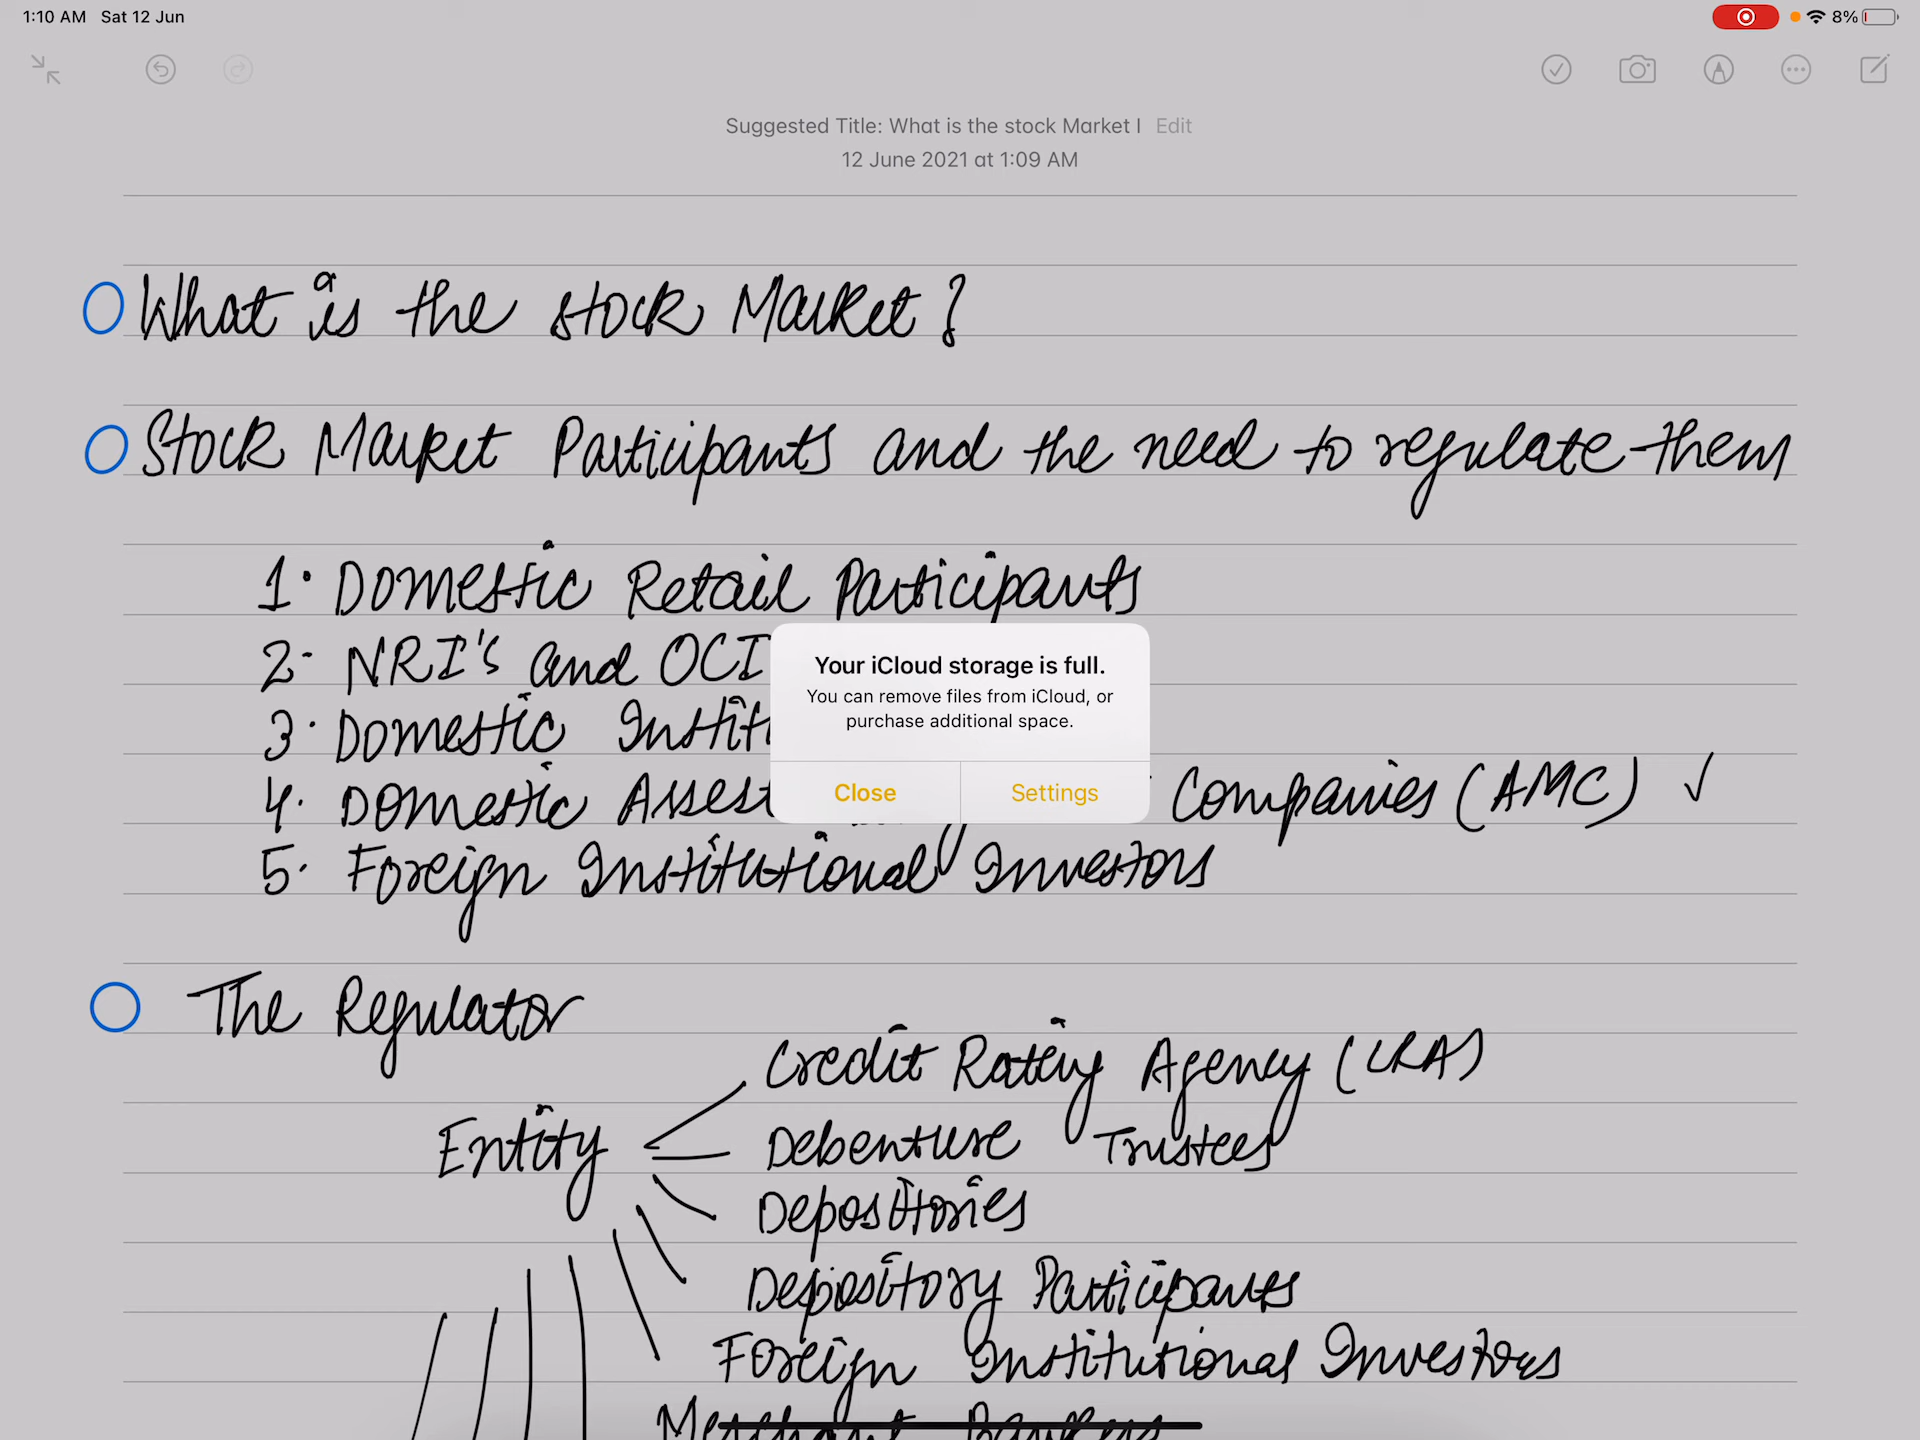 1:10 AM Sat 12 Jun 8%
Suggested Title: What is the stock Market I Edit
12 June 2021 at 1:09 AM
What is the stock Market?
Stock Market Participants and the need to regulate them
1. Domestic Retail Participants
2. NRI's and OCI
3. Domestic Instit
4. Domestic Assest Companies (AMC) ✓
5. Foreign Institutional Investors
Your iCloud storage is full.
You can remove files from iCloud, or
purchase additional space.
Close Settings
The Regulator
Credit Rating Agency (CRA)
Entity Debenture Trustees
Depositories
Depository Participants
Foreign Institutional Investors
Merchant Bankers